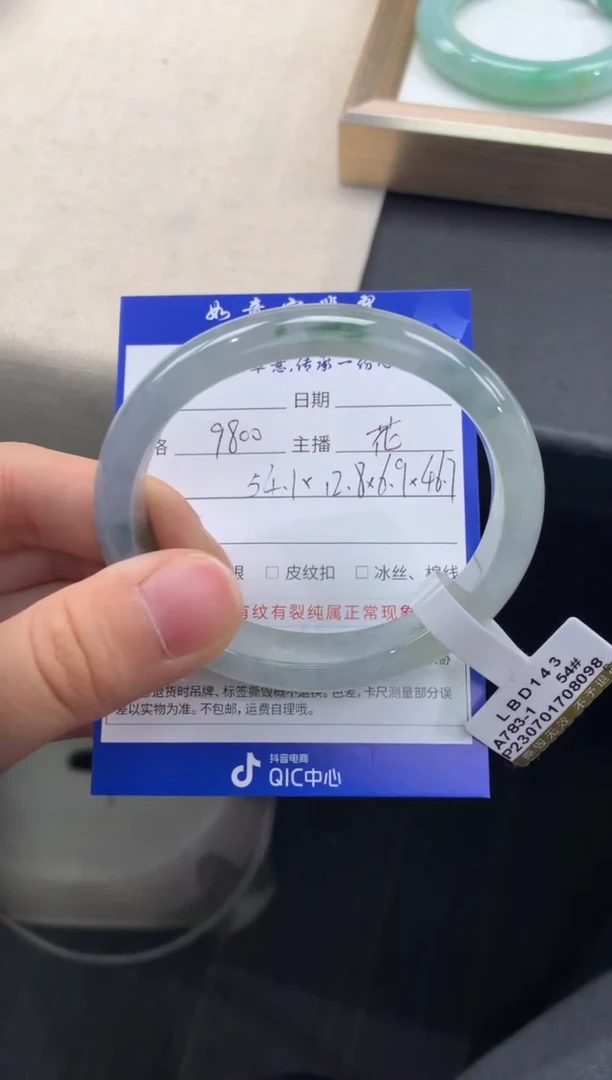 日期
9800 主播 花
54.1×12.8×6.9×46.7
皮纹扣 冰丝、棉线
有纹有裂纯属正常现象
退货时吊牌、标签撕毁概不退换。色差,卡尺测量部分误
差以实物为准。不包邮,运费自理哦。
抖音电商
QIC中心
LBD143
A783-1 54#
P230701708098